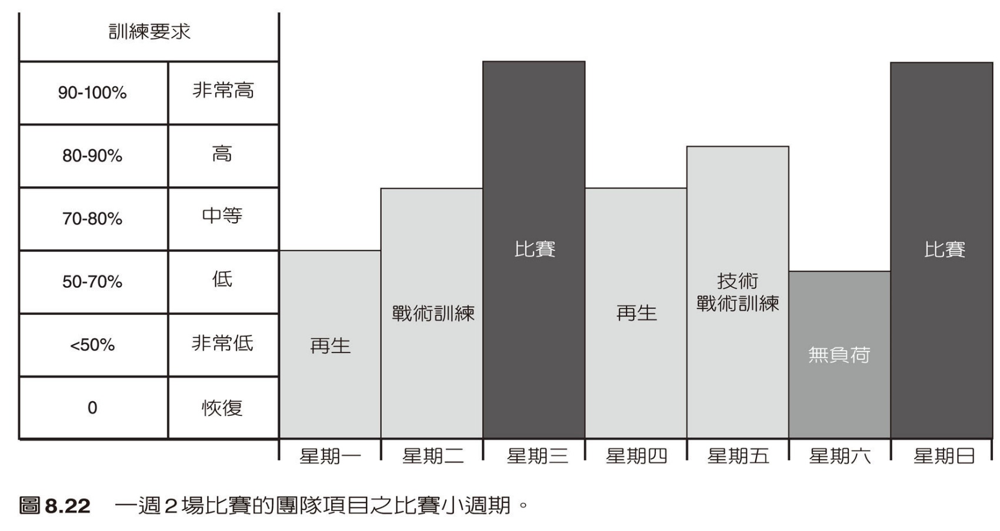 訓練要求
90-100% 非常高
80-90% 高
70-80% 中等
50-70% 低
<50% 非常低
0 恢復
再生
戰術訓練
比賽
再生
技術
戰術訓練
無負荷
比賽
星期一 星期二 星期三 星期四 星期五 星期六 星期日
圖8.22 一週2場比賽的團隊項目之比賽小週期。